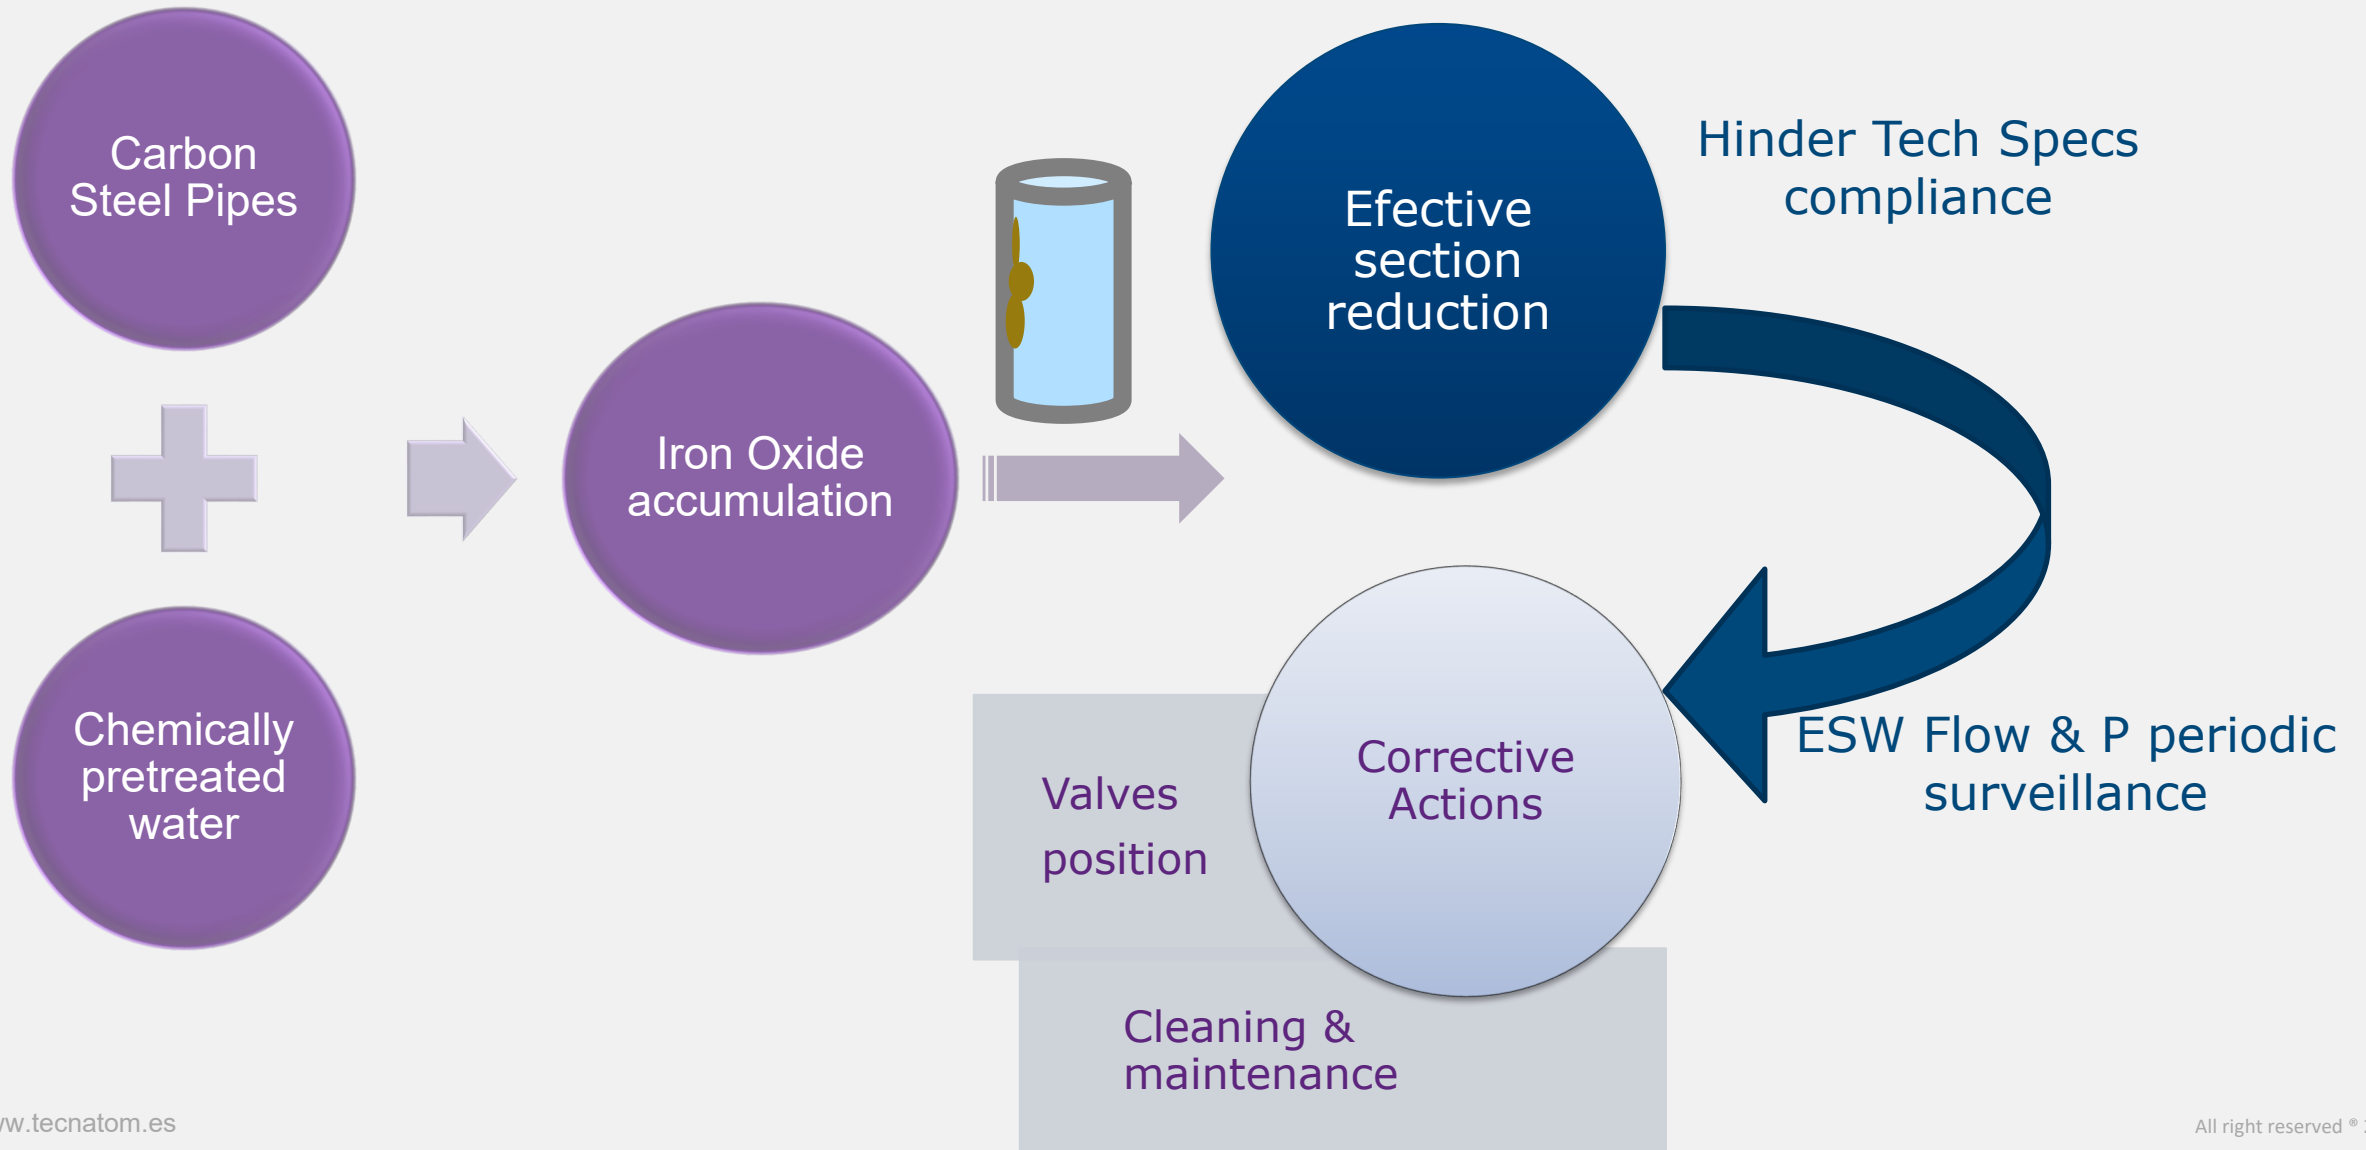 Carbon
Steel Pipes
Chemically
pretreated
water
Iron Oxide
accumulation
Efective
section
reduction
Hinder Tech Specs
compliance
ESW Flow & P periodic
surveillance
Corrective
Actions
Valves
position
Cleaning &
maintenance
w.tecnatom.es
All right reserved ®